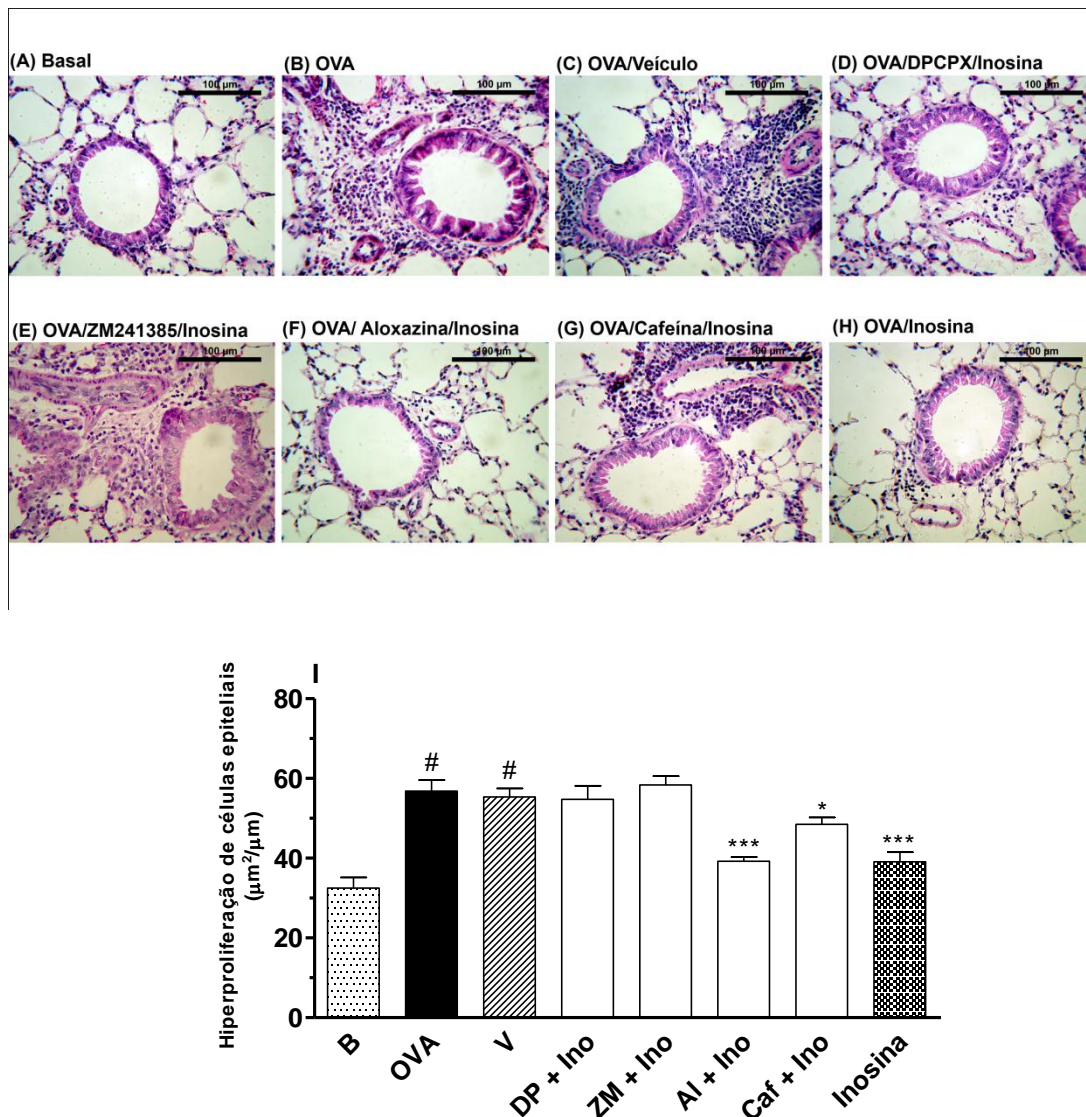 (A) Basal
(B) OVA
(C) OVA/Veículo
(D) OVA/DPCPX/Inosina
100 µm
100 µm
100 µm
100 µm
(E) OVA/ZM241385/Inosina
(F) OVA/ Aloxazina/Inosina
(G) OVA/Cafeína/Inosina
(H) OVA/Inosina
100 µm
100 µm
100 µm
100 µm
I
Hiperproliferação de células epiteliais
(µm²/µm)
80
60
40
20
0
#
#
***
*
***
B
OVA
V
DP + Ino
ZM + Ino
Al + Ino
Caf + Ino
Inosina